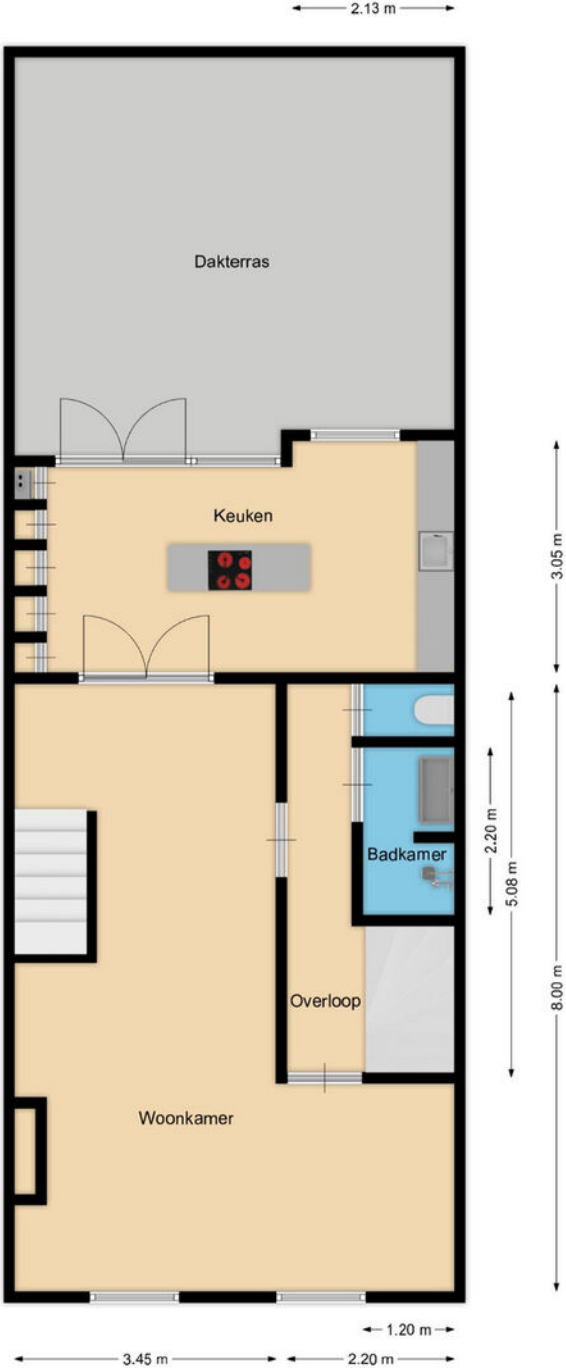 2.13 m
Dakterras
Keuken
3.05 m
2.20 m
Badkamer
5.08 m
8.00 m
Overloop
Woonkamer
1.20 m
3.45 m
2.20 m